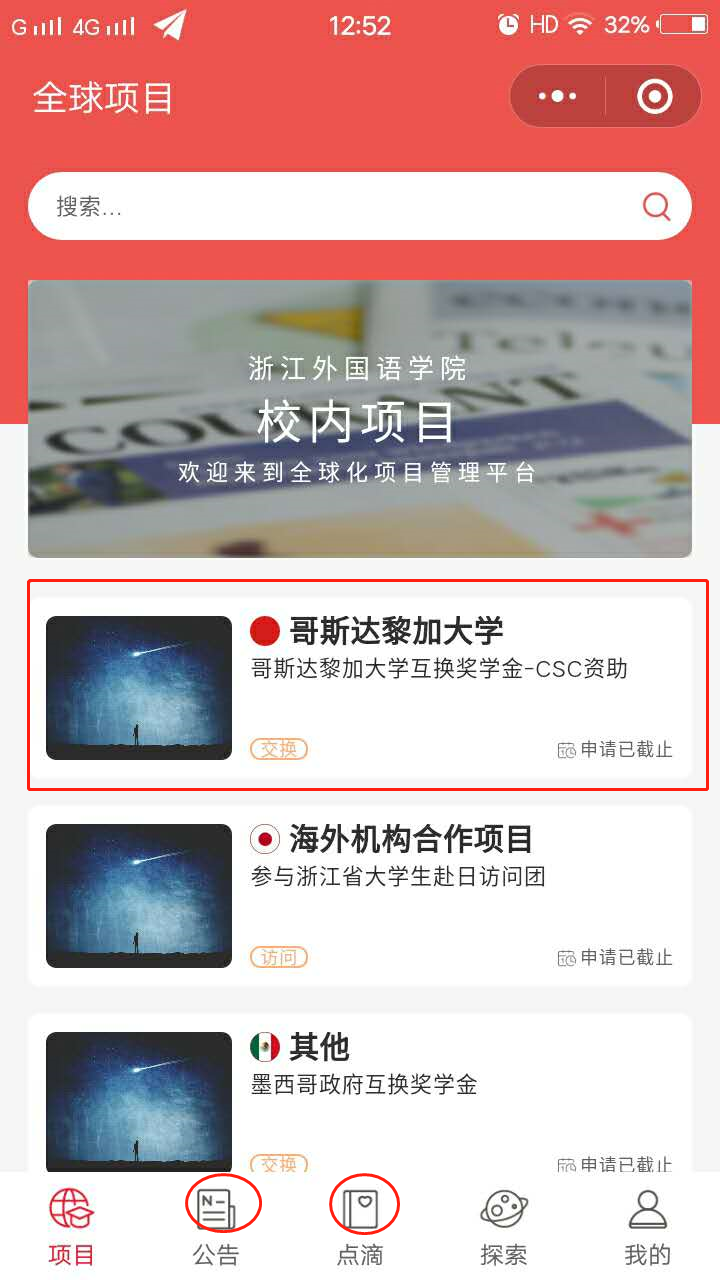 G 4G 12:52 HD 32%
全球项目
搜索...
浙江外国语学院
COURANT
校内项目
欢迎来到全球化项目管理平台
哥斯达黎加大学
哥斯达黎加大学互换奖学金-CSC资助
交换 申请已截止
海外机构合作项目
参与浙江省大学生赴日访问团
访问 申请已截止
其他
墨西哥政府互换奖学金
交换 申请已截止
项目 公告 点滴 探索 我的